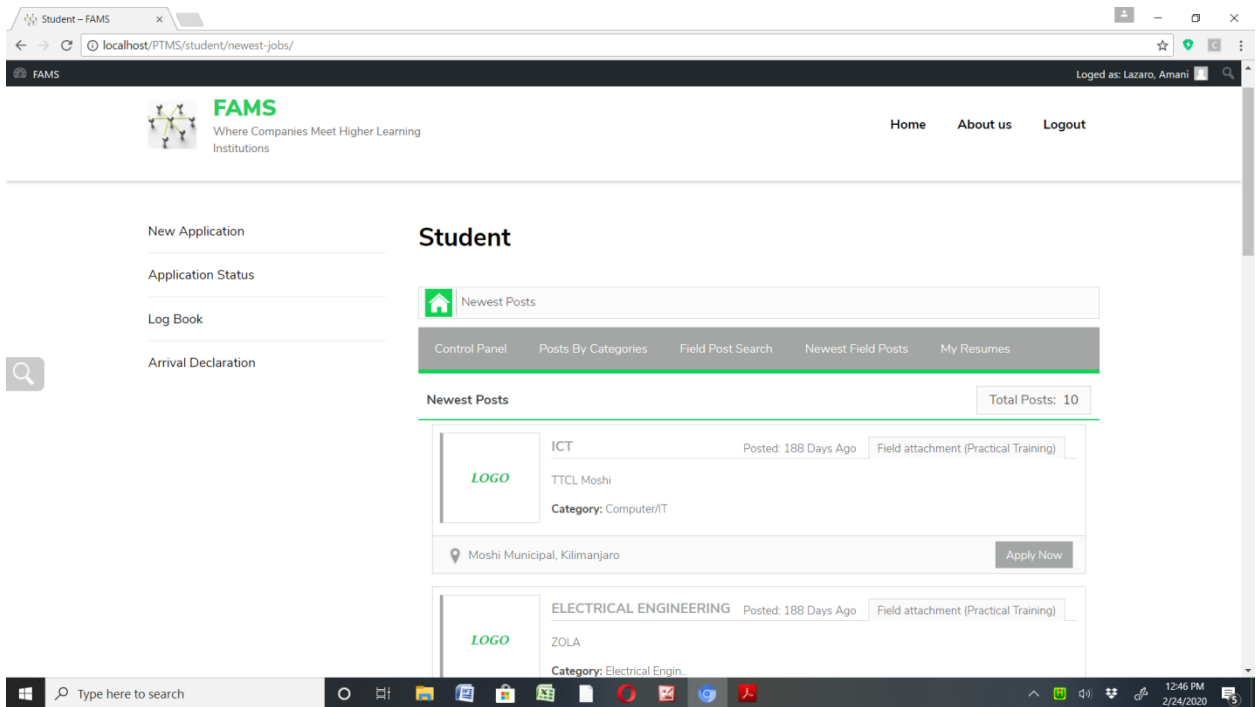 Student – FAMS
localhost/PTMS/student/newest-jobs/
FAMS
Loged as: Lazaro, Amani
FAMS
Where Companies Meet Higher Learning
Institutions
Home About us Logout
New Application
Application Status
Log Book
Arrival Declaration
Student
Newest Posts
Control Panel Posts By Categories Field Post Search Newest Field Posts My Resumes
Newest Posts
Total Posts: 10
LOGO
ICT
Posted: 188 Days Ago
Field attachment (Practical Training)
TTCL Moshi
Category: Computer/IT
Moshi Municipal, Kilimanjaro
Apply Now
LOGO
ELECTRICAL ENGINEERING
Posted: 188 Days Ago
Field attachment (Practical Training)
ZOLA
Category: Electrical Engin...
Type here to search
12:46 PM
2/24/2020
5